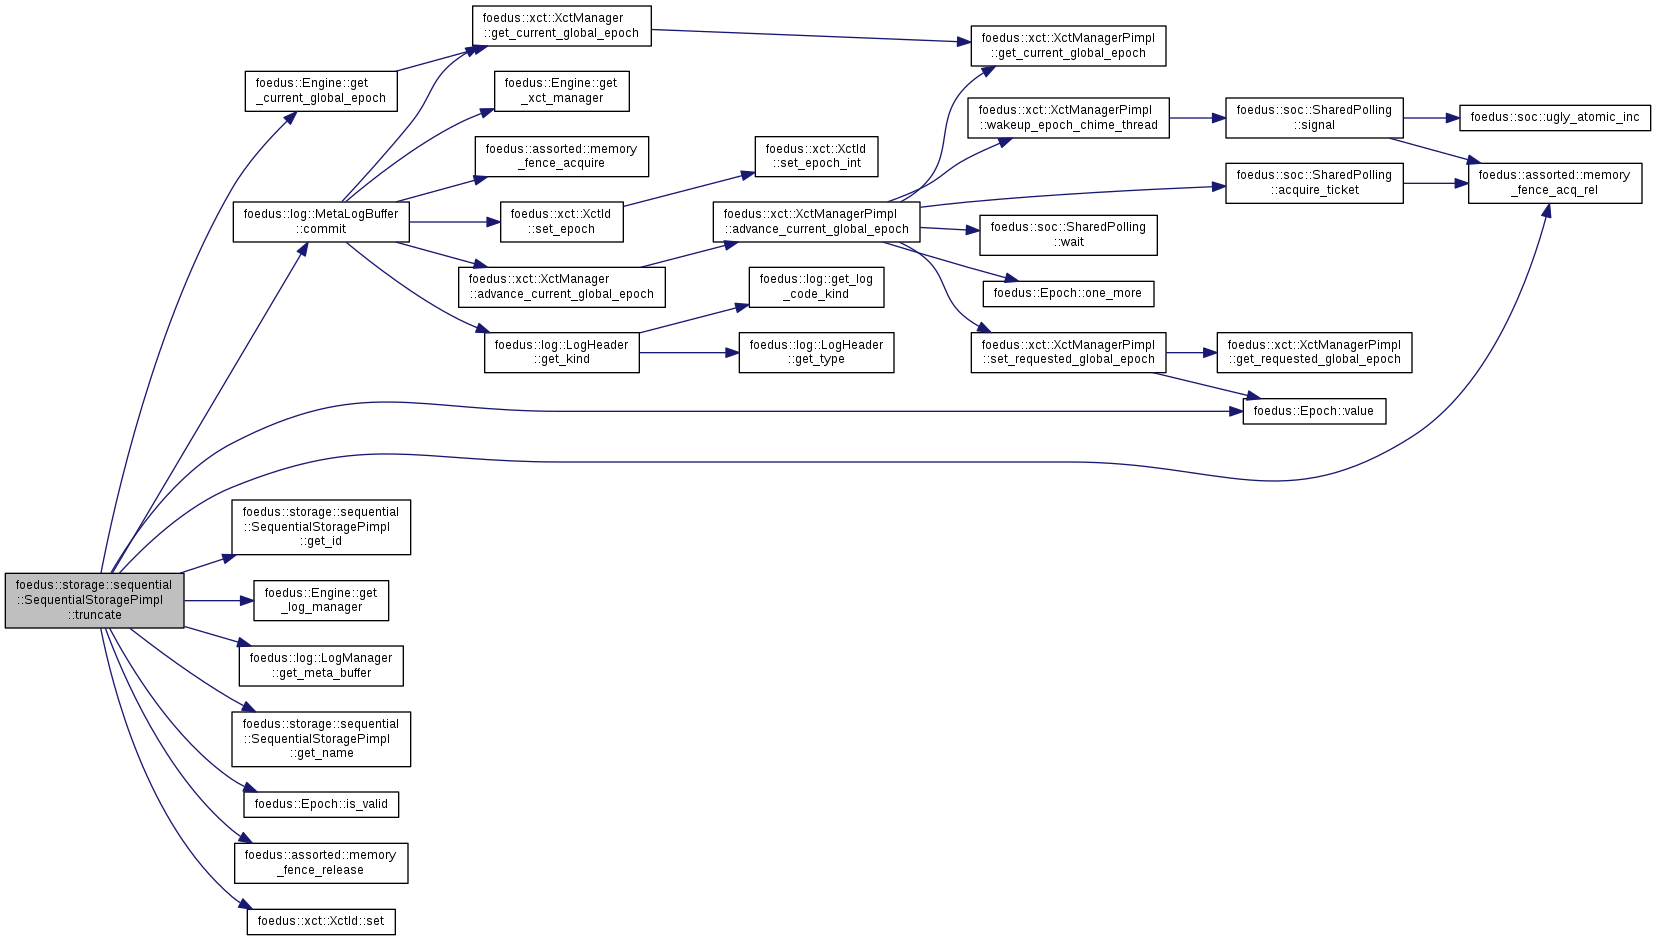 foedus::storage::sequential
::SequentialStoragePimpl
::truncate
foedus::Engine::get
_current_global_epoch
foedus::log::MetaLogBuffer
::commit
foedus::storage::sequential
::SequentialStoragePimpl
::get_id
foedus::Engine::get
_log_manager
foedus::log::LogManager
::get_meta_buffer
foedus::storage::sequential
::SequentialStoragePimpl
::get_name
foedus::Epoch::is_valid
foedus::assorted::memory
_fence_release
foedus::xct::XctId::set
foedus::xct::XctManager
::get_current_global_epoch
foedus::Engine::get
_xct_manager
foedus::assorted::memory
_fence_acquire
foedus::xct::XctId
::set_epoch
foedus::xct::XctManager
::advance_current_global_epoch
foedus::log::LogHeader
::get_kind
foedus::xct::XctId
::set_epoch_int
foedus::xct::XctManagerPimpl
::advance_current_global_epoch
foedus::log::get_log
_code_kind
foedus::log::LogHeader
::get_type
foedus::xct::XctManagerPimpl
::get_current_global_epoch
foedus::xct::XctManagerPimpl
::wakeup_epoch_chime_thread
foedus::soc::SharedPolling
::wait
foedus::Epoch::one_more
foedus::xct::XctManagerPimpl
::set_requested_global_epoch
foedus::soc::SharedPolling
::signal
foedus::soc::SharedPolling
::acquire_ticket
foedus::xct::XctManagerPimpl
::get_requested_global_epoch
foedus::Epoch::value
foedus::soc::ugly_atomic_inc
foedus::assorted::memory
_fence_acq_rel